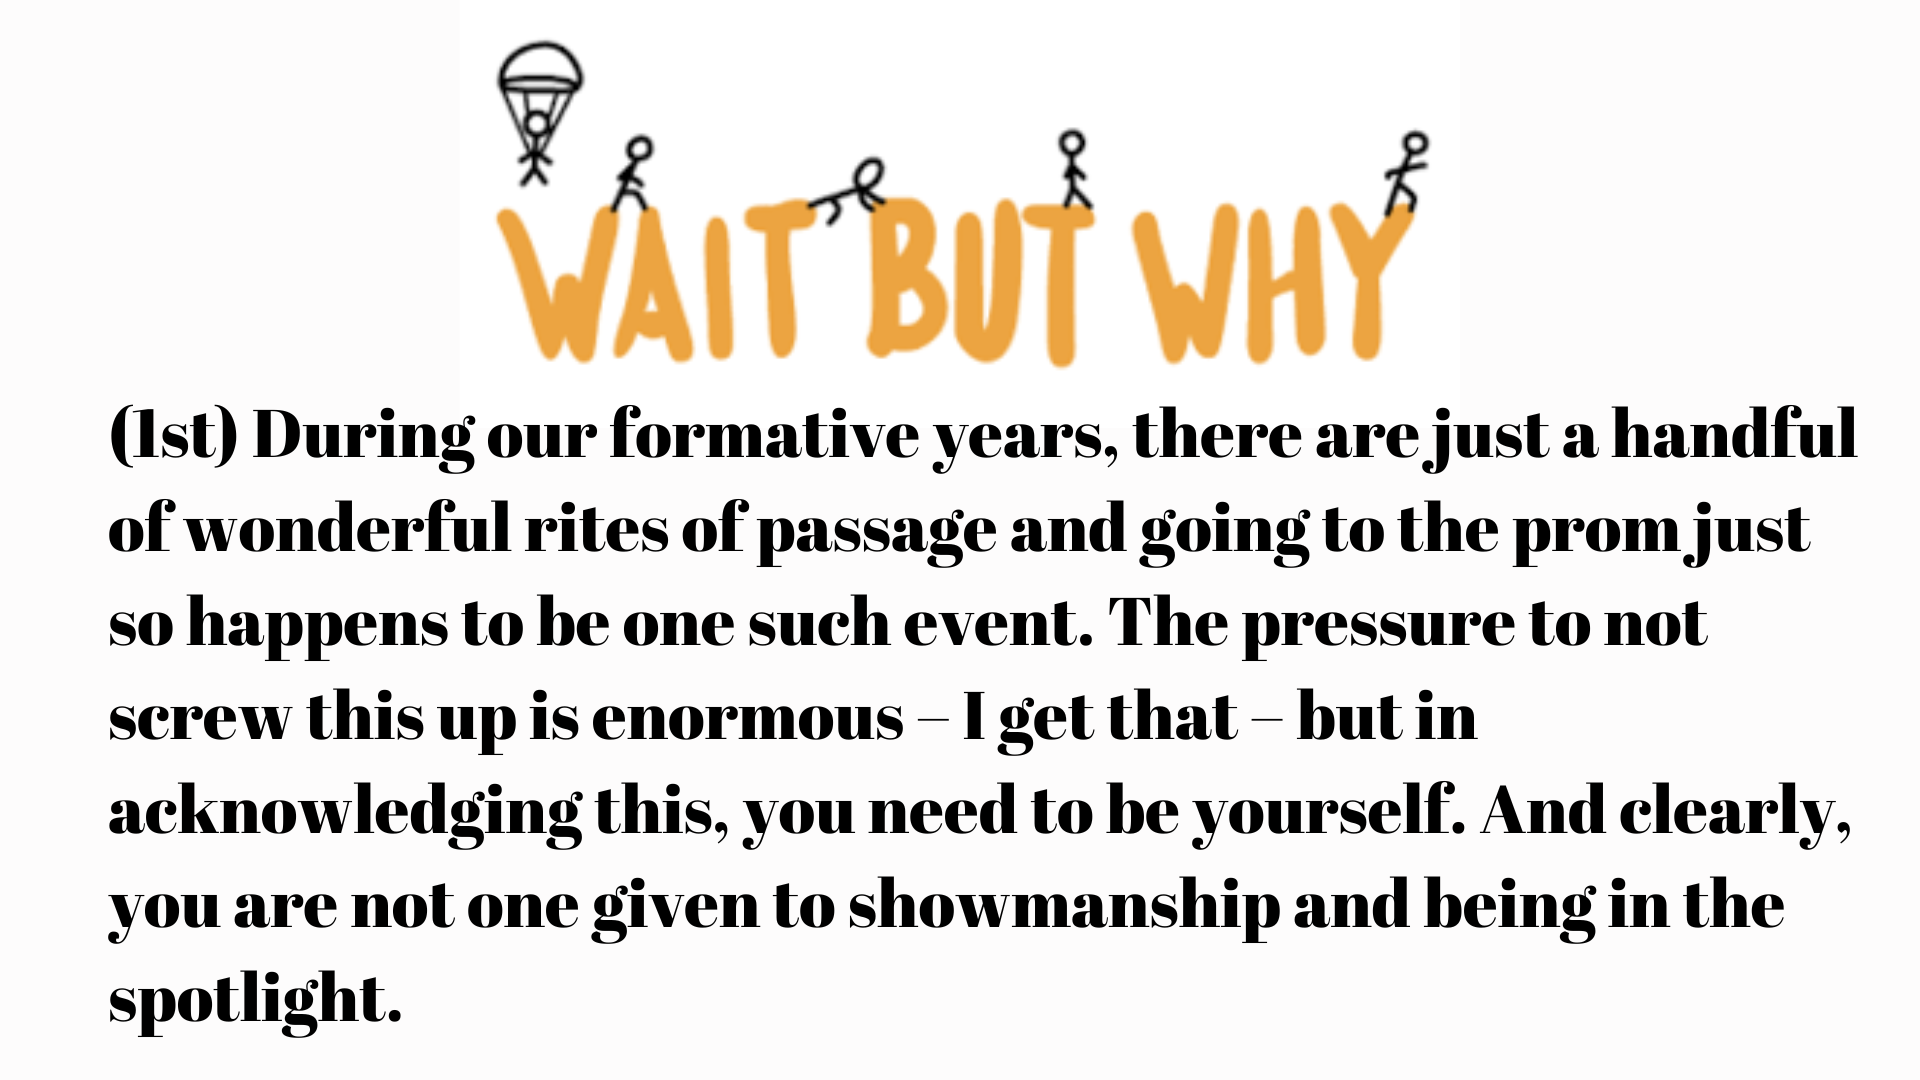 WAIT BUT WHY
(1st) During our formative years, there are just a handful
of wonderful rites of passage and going to the prom just
so happens to be one such event. The pressure to not
screw this up is enormous – I get that – but in
acknowledging this, you need to be yourself. And clearly,
you are not one given to showmanship and being in the
spotlight.